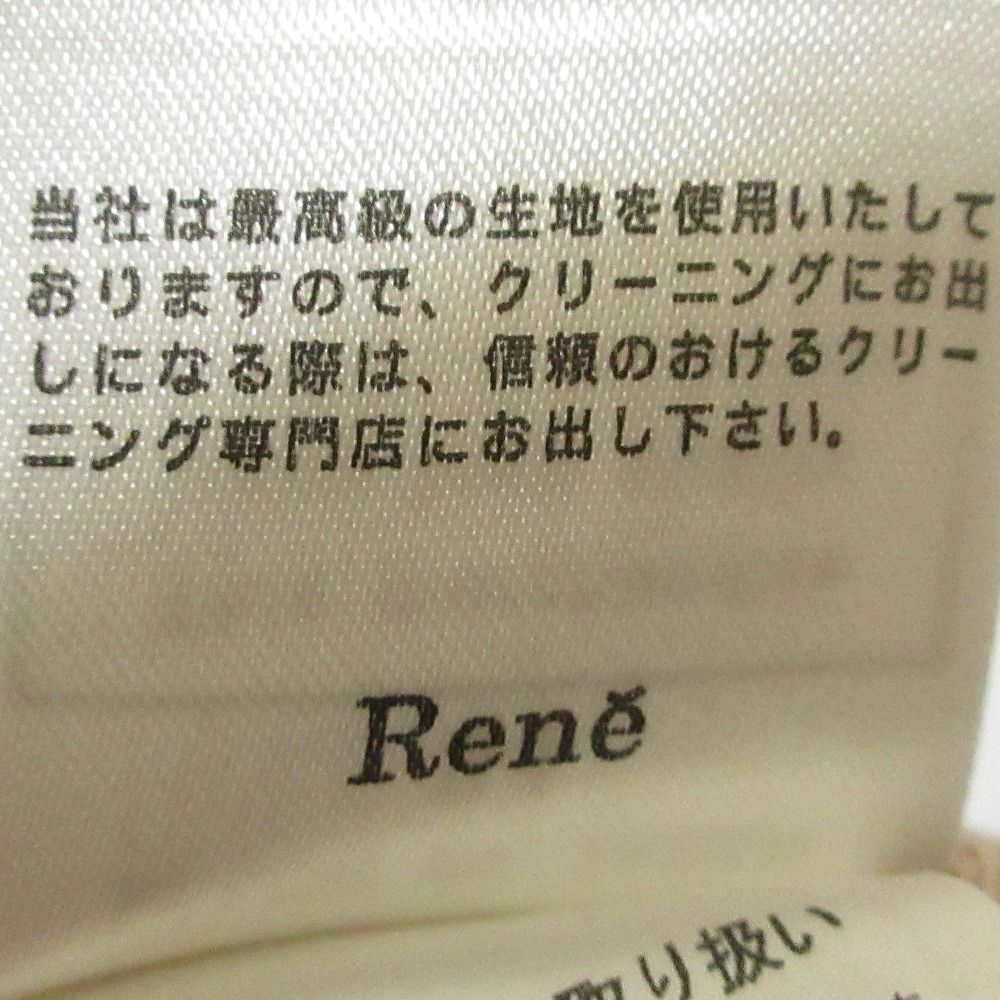 当社は最高級の生地を使用いたして
おりますので、クリーニングにお出
しになる際は、信頼のおけるクリー
ニング専門店にお出し下さい。
René
取り扱い